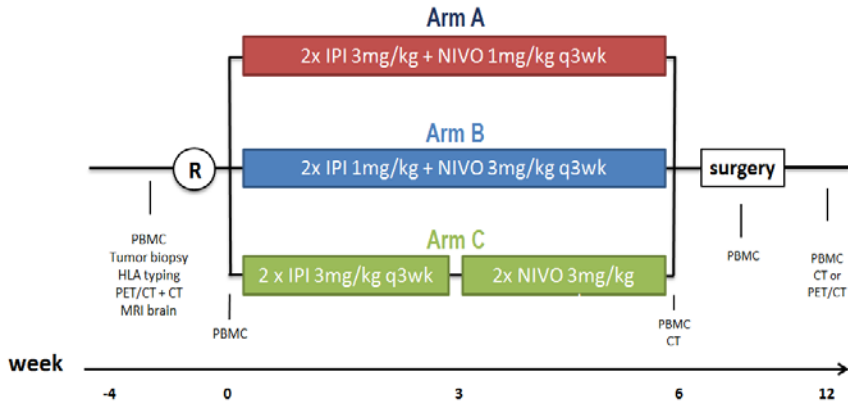 Arm A
2x IPI 3mg/kg + NIVO 1mg/kg q3wk
Arm B
R
2x IPI 1mg/kg + NIVO 3mg/kg q3wk
surgery
Arm C
2 x IPI 3mg/kg q3wk
2x NIVO 3mg/kg
PBMC
Tumor biopsy
HLA typing
PET/CT + CT
MRI brain
PBMC
PBMC
CT
PBMC
PBMC
CT or
PET/CT
week
-4 0 3 6 12